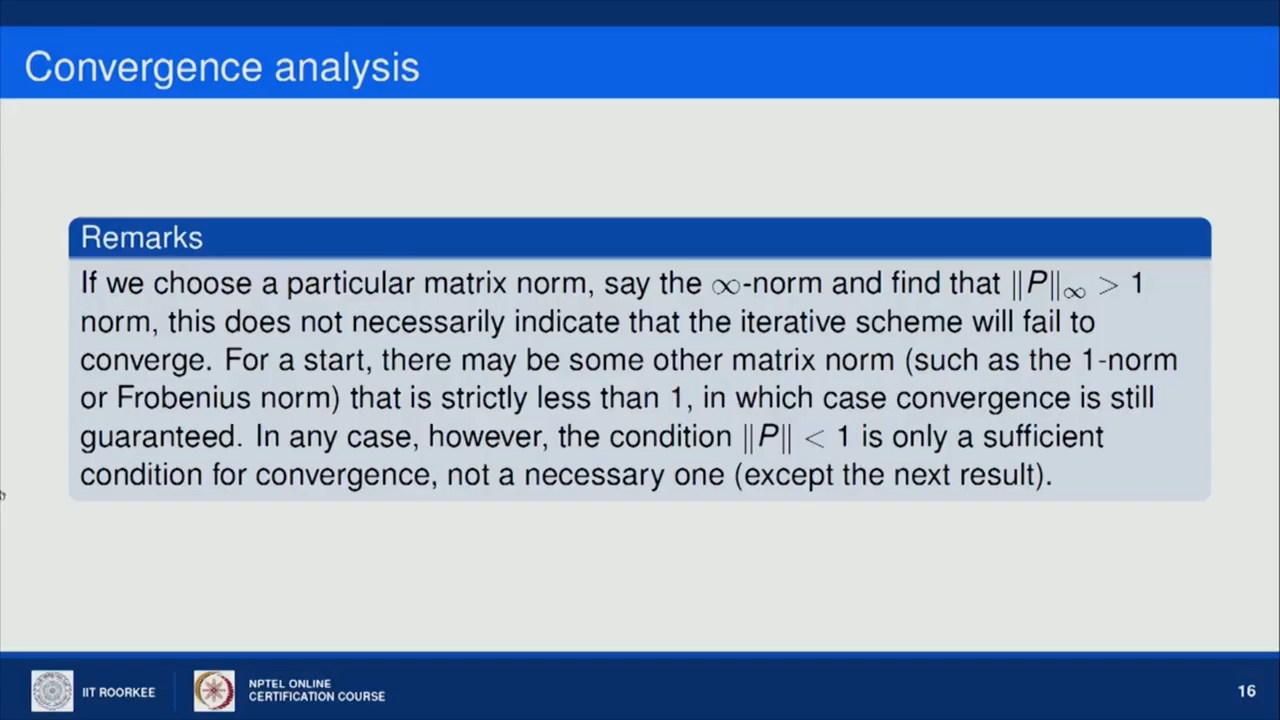 Convergence analysis
Remarks
If we choose a particular matrix norm, say the ∞-norm and find that ‖P‖∞ > 1
norm, this does not necessarily indicate that the iterative scheme will fail to
converge. For a start, there may be some other matrix norm (such as the 1-norm
or Frobenius norm) that is strictly less than 1, in which case convergence is still
guaranteed. In any case, however, the condition ‖P‖ < 1 is only a sufficient
condition for convergence, not a necessary one (except the next result).
IIT ROORKEE
NPTEL ONLINE
CERTIFICATION COURSE
16